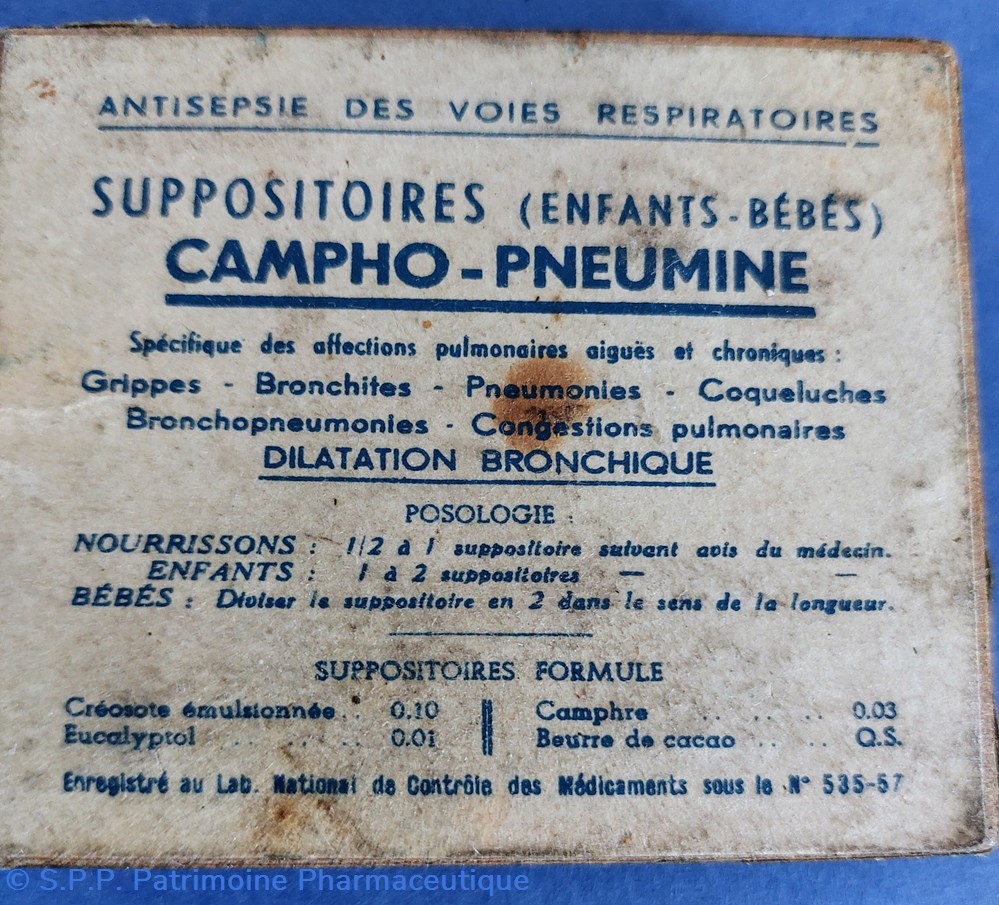 ANTISEPSIE DES VOIES RESPIRATOIRES
SUPPOSITOIRES (ENFANTS-BÉBÉS)
CAMPHO-PNEUMINE
Spécifique des affections pulmonaires aiguës et chroniques :
Grippes - Bronchites - Pneumonies - Coqueluches
Bronchopneumonies - Congestions pulmonaires
DILATATION BRONCHIQUE
POSOLOGIE :
NOURRISSONS : 1/2 à 1 suppositoire suivant avis du médecin.
ENFANTS : 1 à 2 suppositoires — —
BÉBÉS : Diviser le suppositoire en 2 dans le sens de la longueur.
SUPPOSITOIRES FORMULE
Créosote émulsionnée .. 0.10 Camphre .. .. .. 0.03
Eucalyptol .. .. .. 0.01 Beurre de cacao .. .. Q.S.
Enregistré au Lab. National de Contrôle des Médicaments sous le N° 535-57
© S.P.P. Patrimoine Pharmaceutique